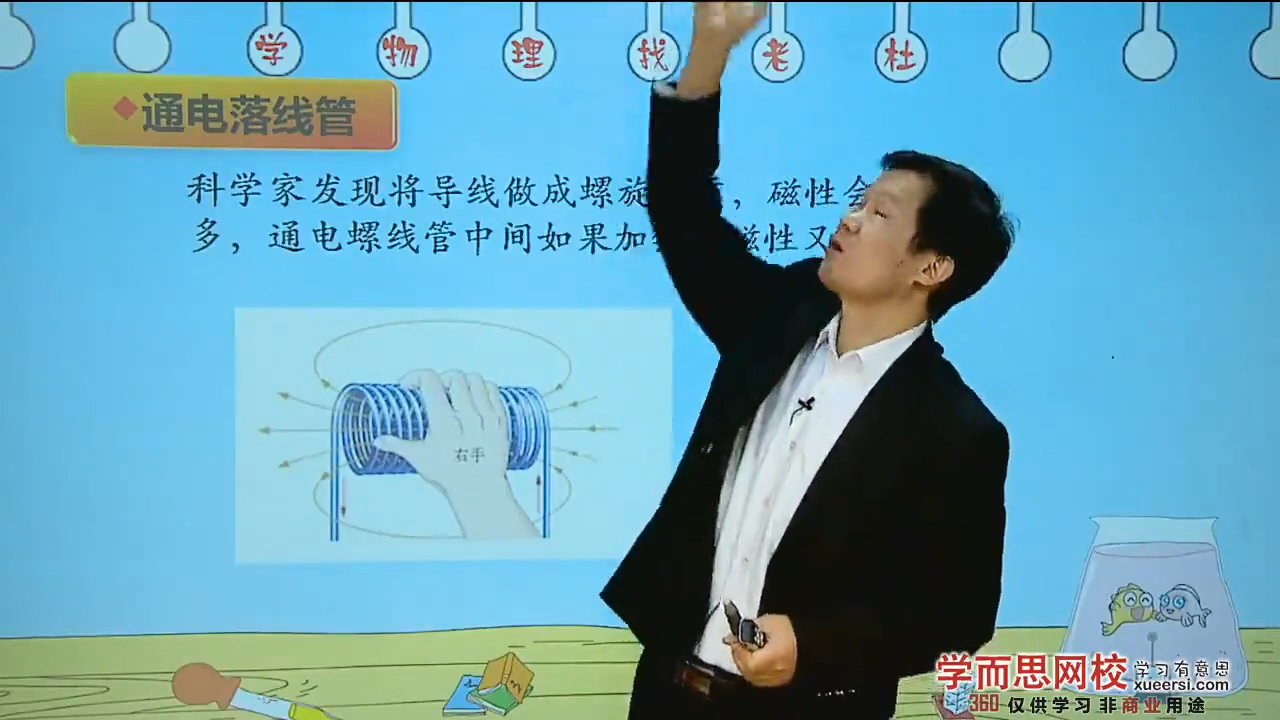 学物理找老杜
通电落线管
科学家发现将导线做成螺旋，磁性会
多，通电螺线管中间如果加 磁性又
右手
学而思网校 学习有意思
xueersi.com
360 仅供学习 非商业用途